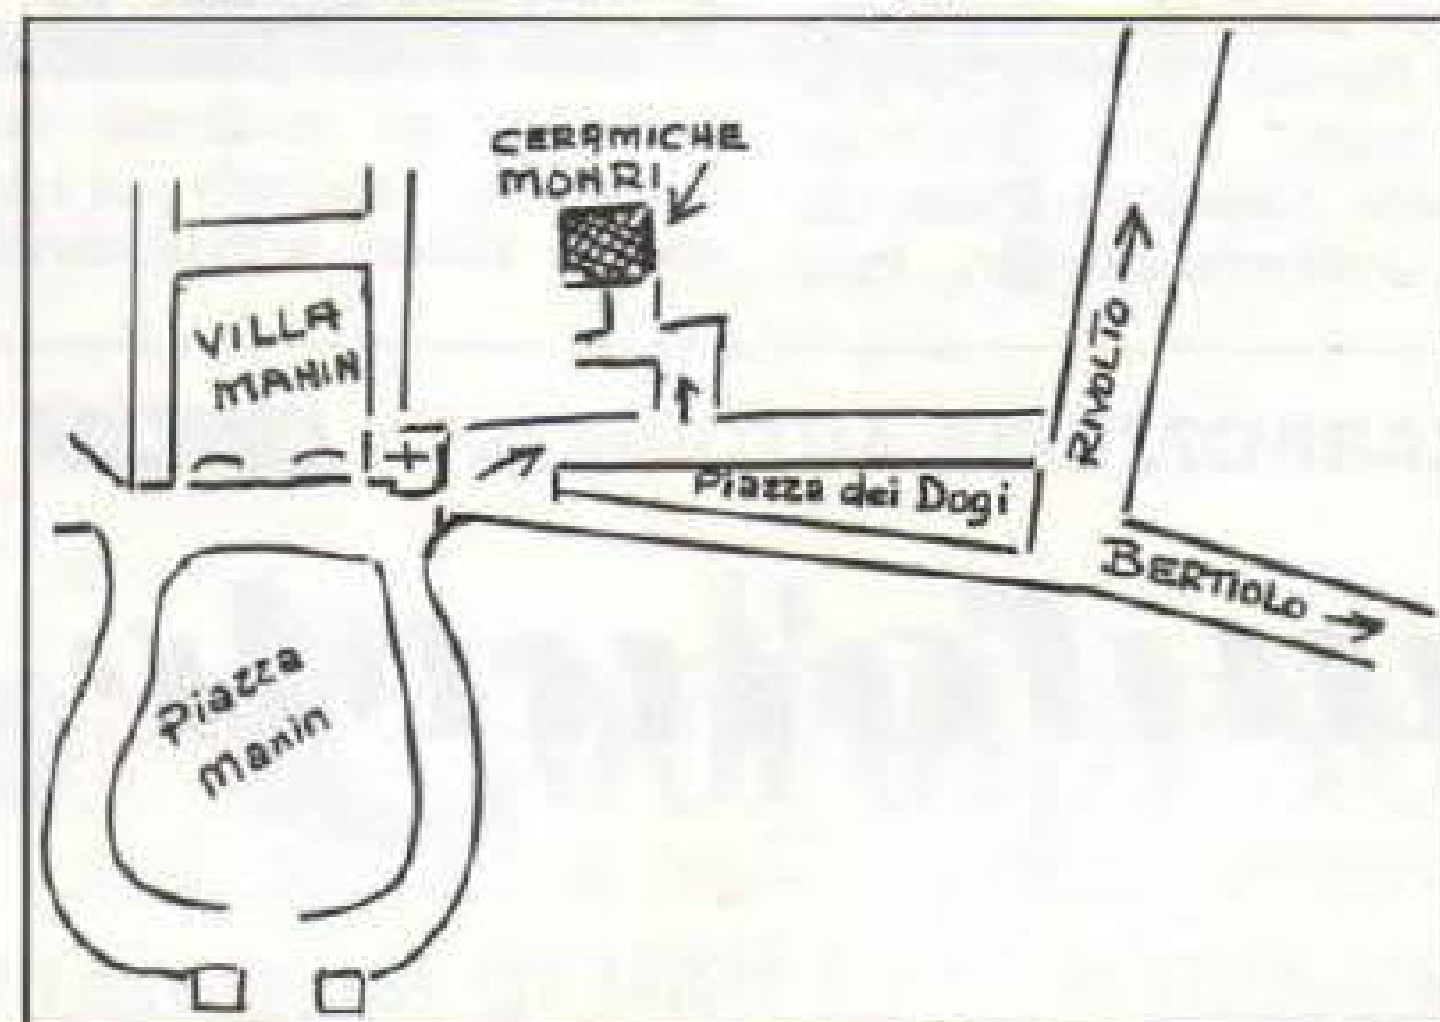 CERAMICHE
MONRI
VILLA
MANIN
RIVOLTO →
Piazza dei Dogi
BERTIOLO →
Piazza
Manin